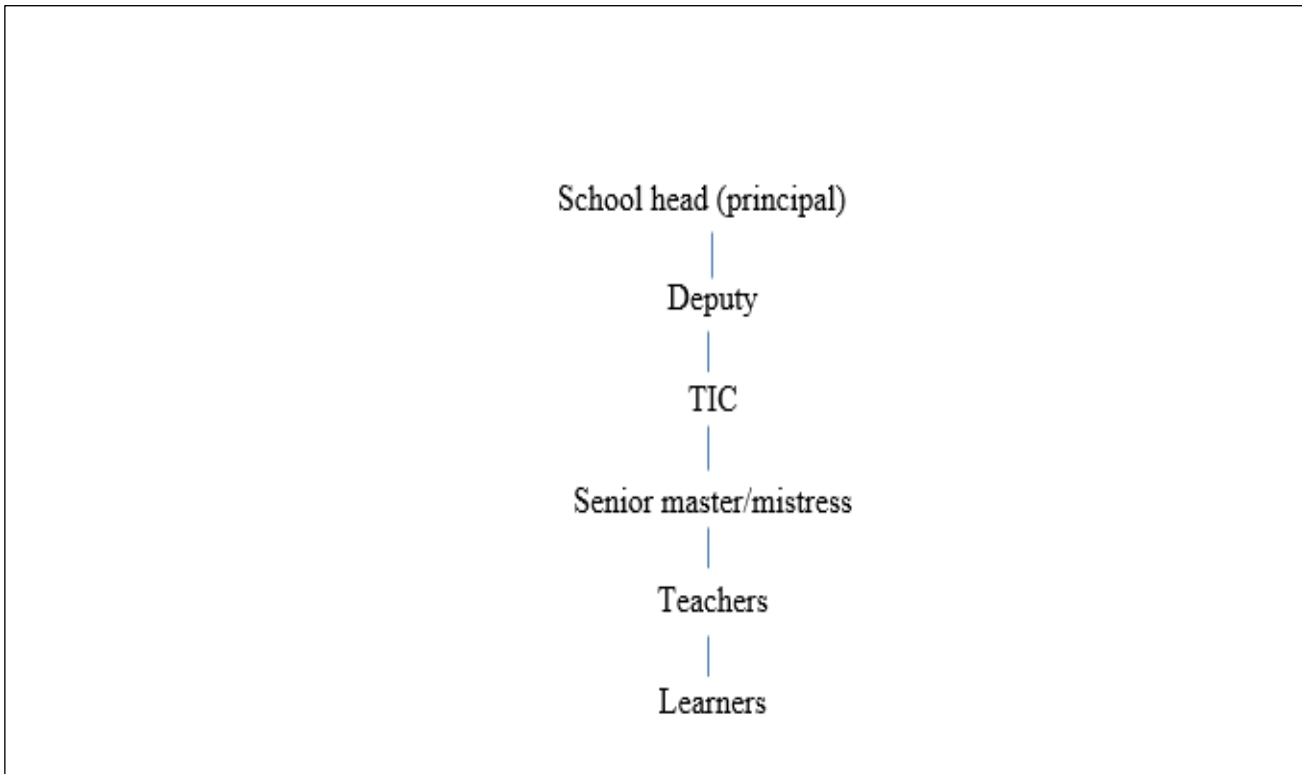 School head (principal)
Deputy
TIC
Senior master/mistress
Teachers
Learners